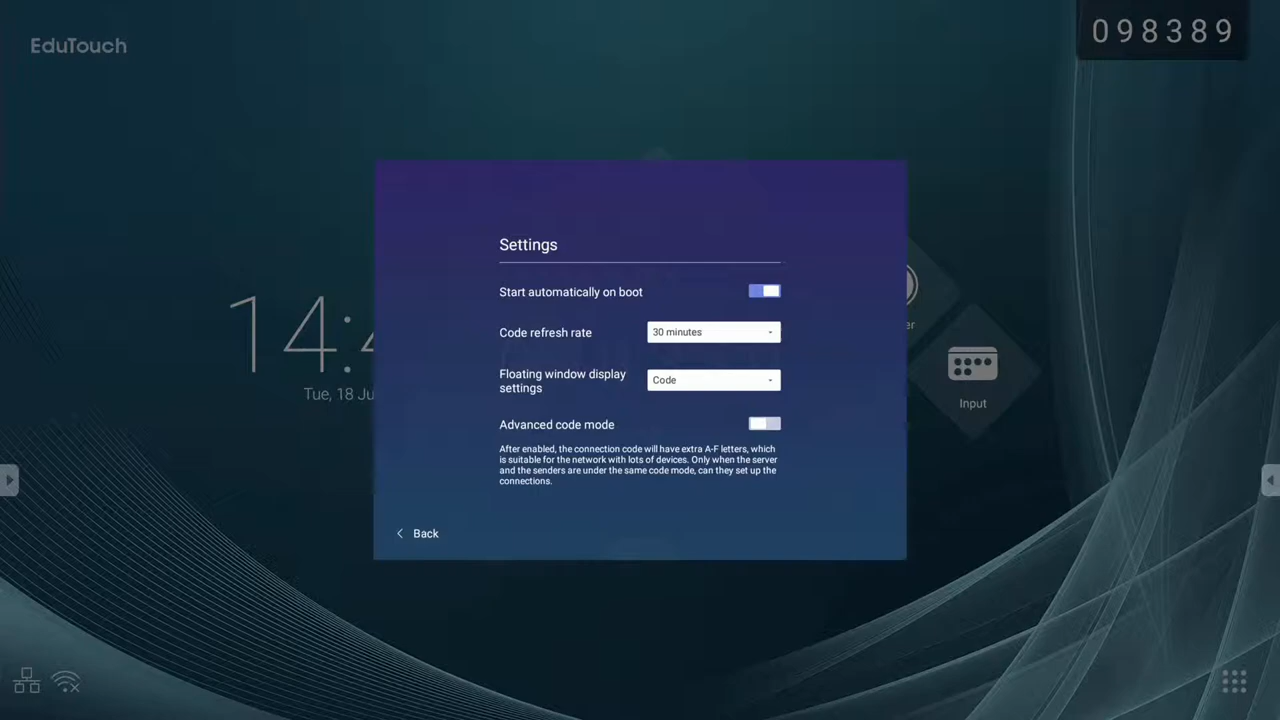 EduTouch
098389
Settings
Start automatically on boot
Code refresh rate
30 minutes
Floating window display
settings
Code
Advanced code mode
After enabled, the connection code will have extra A-F letters, which
is suitable for the network with lots of devices. Only when the server
and the senders are under the same code mode, can they set up the
connections.
Back
14:
Tue, 18 Ju
er
Input